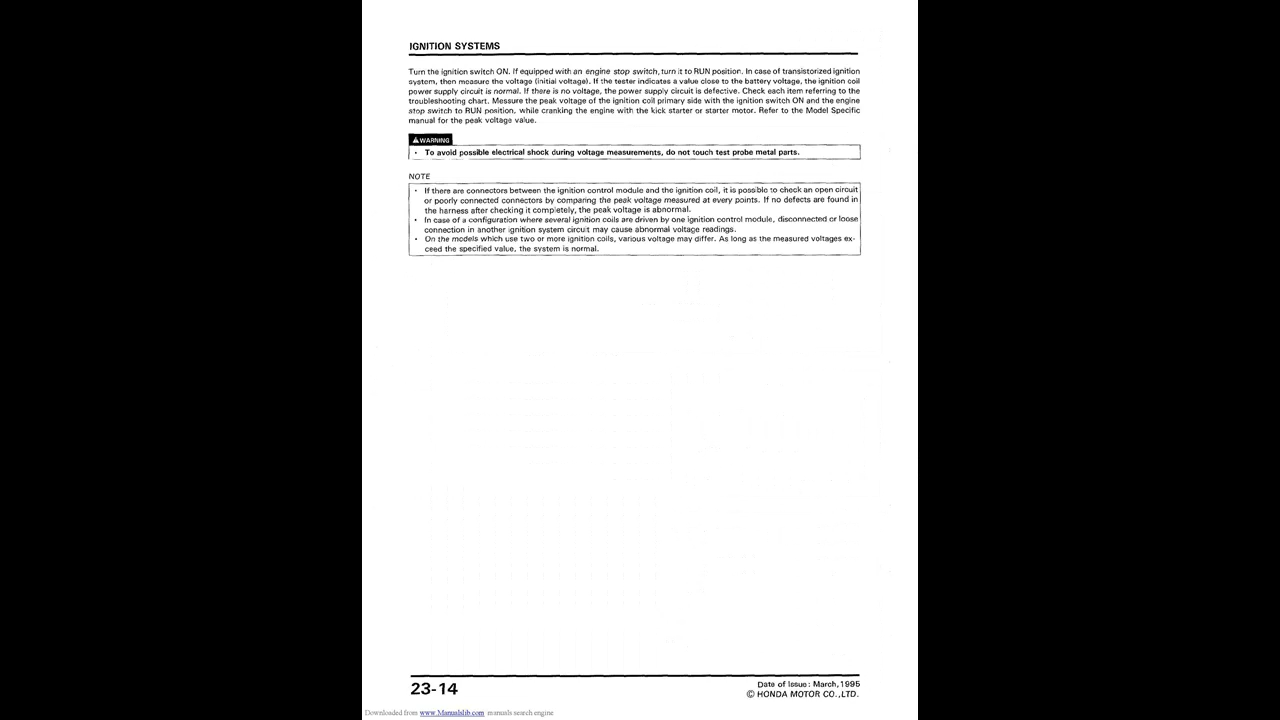 IGNITION SYSTEMS
Turn the ignition switch ON. If equipped with an engine stop switch, turn it to RUN position. In case of transistorized ignition
system, then measure the voltage (initial voltage). If the tester indicates a value close to the battery voltage, the ignition coil
power supply circuit is normal. If there is no voltage, the power supply circuit is defective. Check each item referring to the
troubleshooting chart. Messure the peak voltage of the ignition coil primary side with the ignition switch ON and the engine
stop switch to RUN position, while cranking the engine with the kick starter or starter motor. Refer to the Model Specific
manual for the peak voltage value.
⚠WARNING
• To avoid possible electrical shock during voltage measurements, do not touch test probe metal parts.
NOTE
• If there are connectors between the ignition control module and the ignition coil, it is possible to check an open circuit
or poorly connected connectors by comparing the peak voltage measured at every points. If no defects are found in
the harness after checking it completely, the peak voltage is abnormal.
• In case of a configuration where several ignition coils are driven by one ignition control module, disconnected or loose
connection in another ignition system circuit may cause abnormal voltage readings.
• On the models which use two or more ignition coils, various voltage may differ. As long as the measured voltages ex-
ceed the specified value, the system is normal.
23-14
Date of Issue: March, 1995
© HONDA MOTOR CO., LTD.
Downloaded from www.Manualslib.com manuals search engine